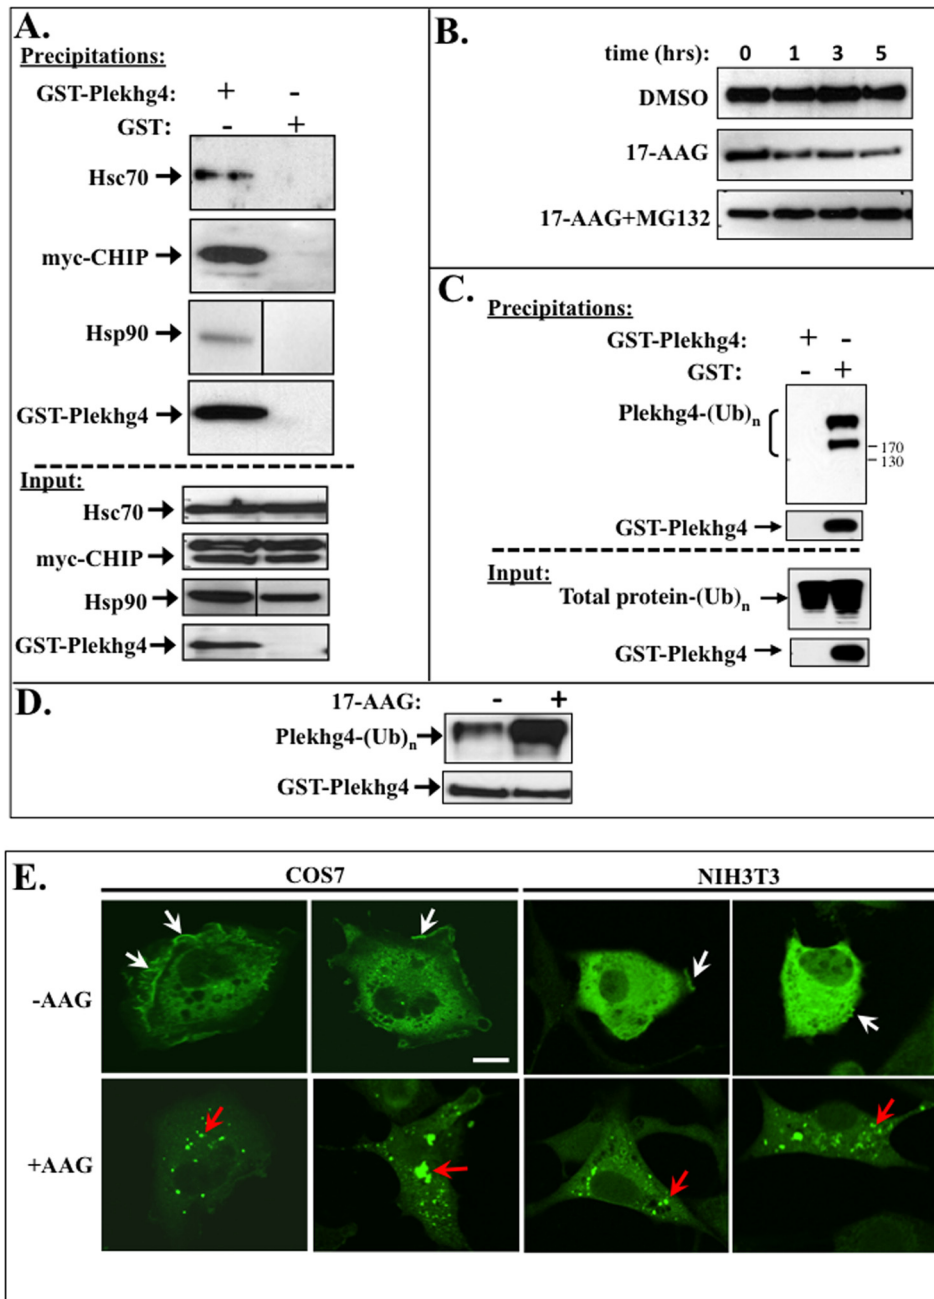 A.
Precipitations:
GST-Plekhg4: + -
GST: - +
Hsc70
myc-CHIP
Hsp90
GST-Plekhg4
Input:
Hsc70
myc-CHIP
Hsp90
GST-Plekhg4
B.
time (hrs): 0 1 3 5
DMSO
17-AAG
17-AAG+MG132
C.
Precipitations:
GST-Plekhg4: + -
GST: - +
Plekhg4-(Ub)n
170
130
GST-Plekhg4
Input:
Total protein-(Ub)n
GST-Plekhg4
D.
17-AAG: - +
Plekhg4-(Ub)n
GST-Plekhg4
E.
COS7 NIH3T3
-AAG
+AAG